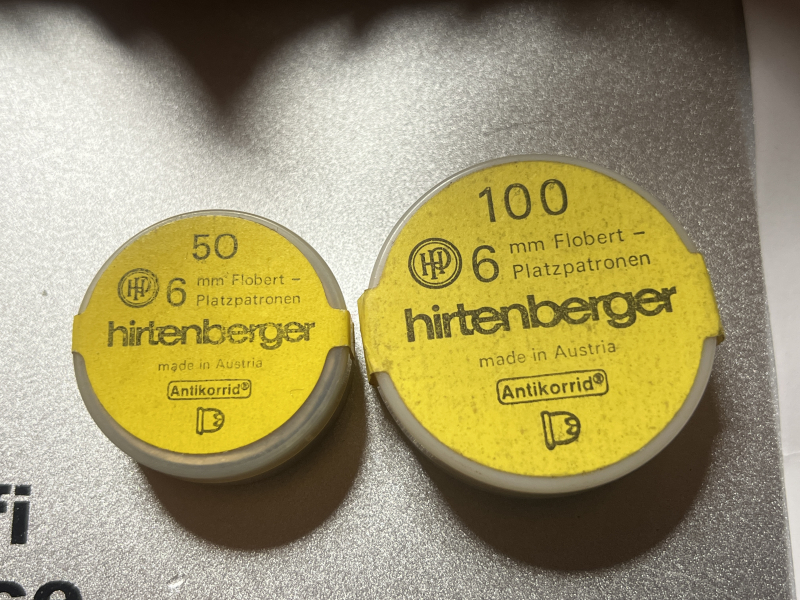 50
HP 6 mm Flobert –
Platzpatronen
hirtenberger
made in Austria
Antikorrid®
100
HP 6 mm Flobert –
Platzpatronen
hirtenberger
made in Austria
Antikorrid®
fi